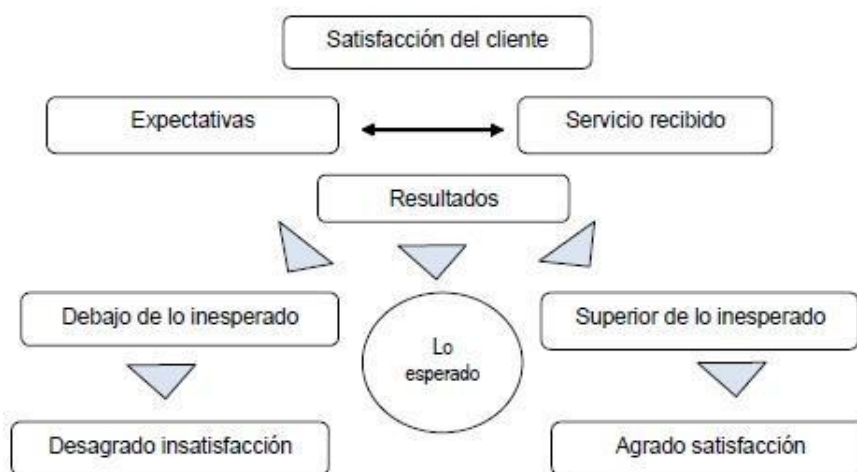 Satisfacción del cliente
Expectativas
Servicio recibido
Resultados
Debajo de lo inesperado
Lo
esperado
Superior de lo inesperado
Desagrado insatisfacción
Agrado satisfacción